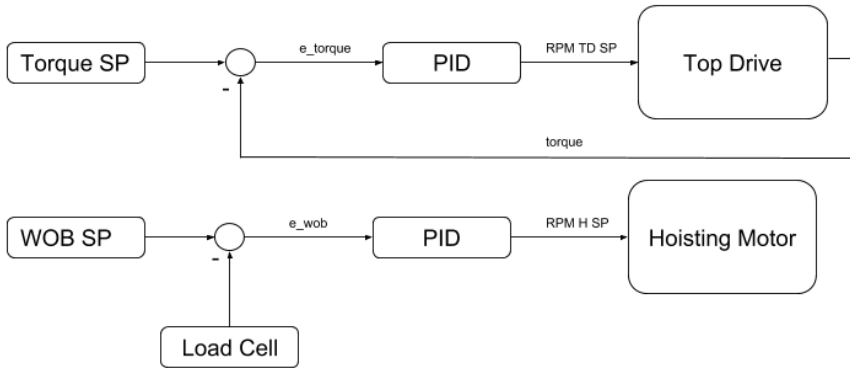 Torque SP
-
e_torque
PID
RPM TD SP
Top Drive
torque
WOB SP
-
e_wob
PID
RPM H SP
Hoisting Motor
Load Cell